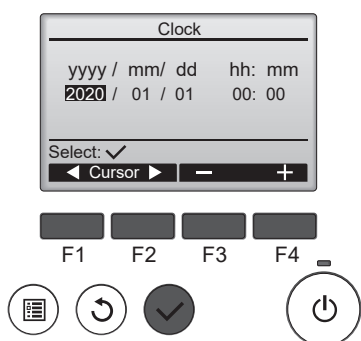 Clock
yyyy / mm/ dd hh: mm
2020 / 01 / 01 00: 00
Select: ✓
◀ Cursor ▶ − +
F1 F2 F3 F4